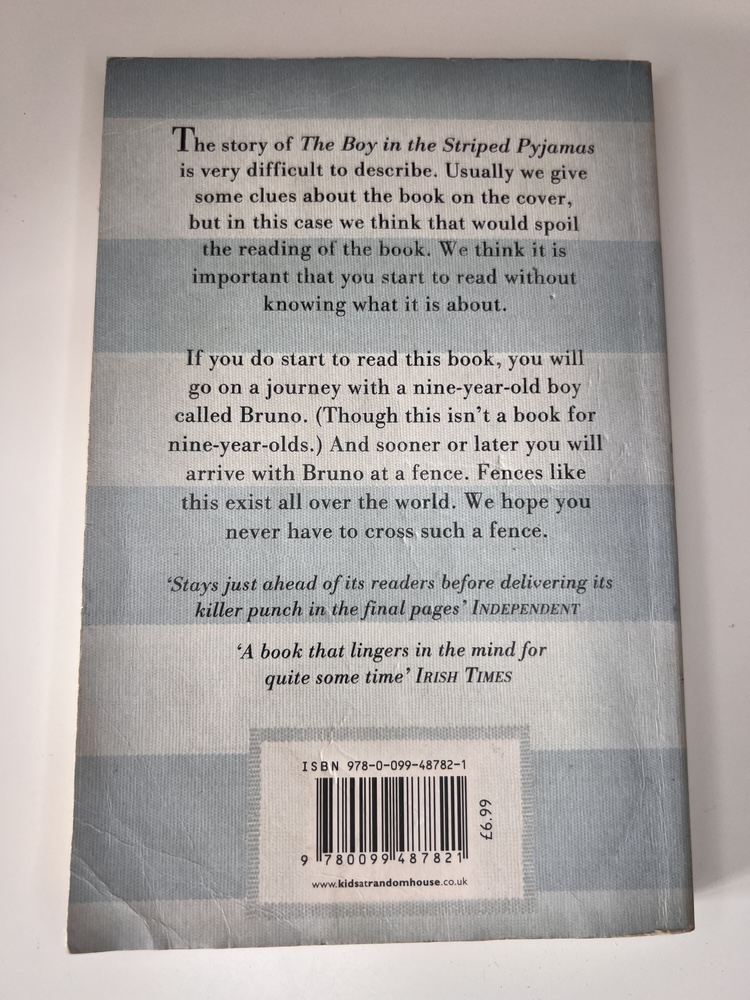 The story of The Boy in the Striped Pyjamas
is very difficult to describe. Usually we give
some clues about the book on the cover,
but in this case we think that would spoil
the reading of the book. We think it is
important that you start to read without
knowing what it is about.
If you do start to read this book, you will
go on a journey with a nine-year-old boy
called Bruno. (Though this isn't a book for
nine-year-olds.) And sooner or later you will
arrive with Bruno at a fence. Fences like
this exist all over the world. We hope you
never have to cross such a fence.
‘Stays just ahead of its readers before delivering its
killer punch in the final pages’ INDEPENDENT
‘A book that lingers in the mind for
quite some time’ IRISH TIMES
ISBN 978-0-099-48782-1
£6.99
9 780099 487821
www.kidsatrandomhouse.co.uk